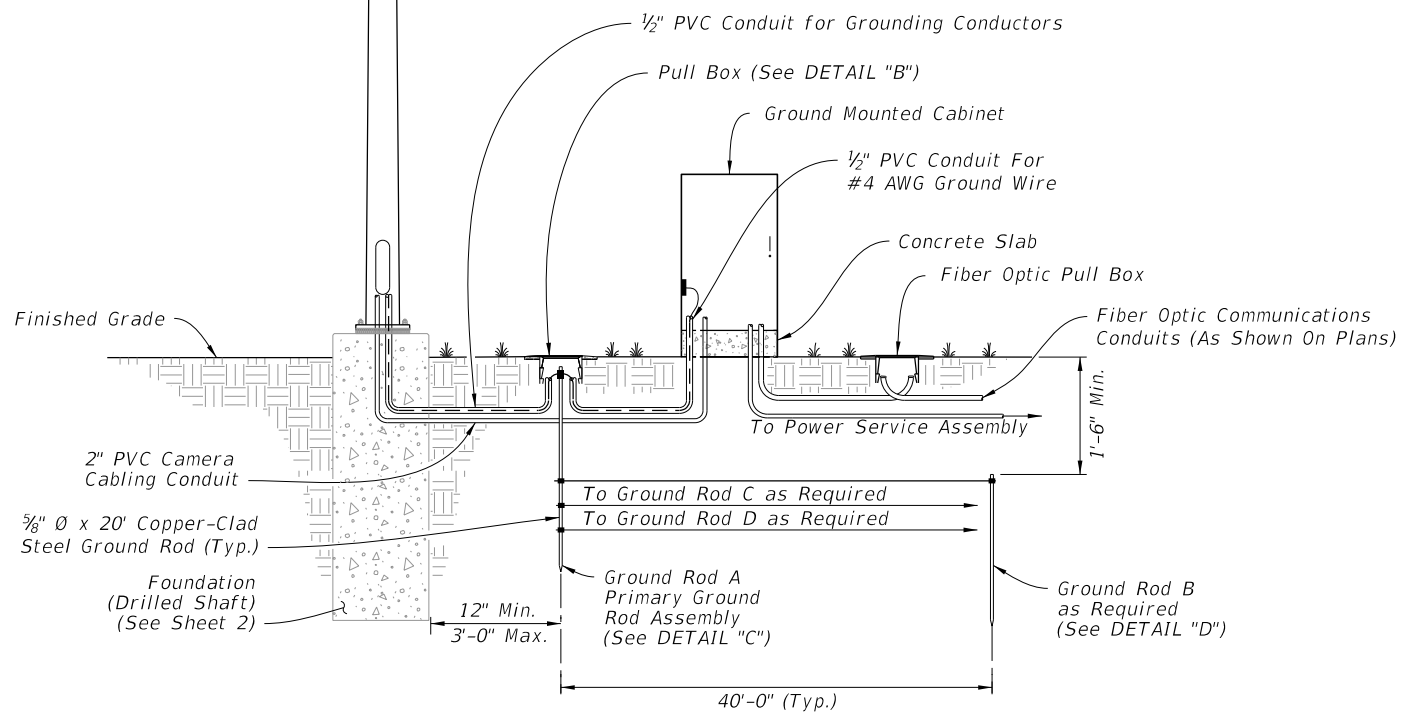 ½" PVC Conduit for Grounding Conductors
Pull Box (See DETAIL "B")
Ground Mounted Cabinet
½" PVC Conduit For
#4 AWG Ground Wire
Concrete Slab
Fiber Optic Pull Box
Finished Grade
Fiber Optic Communications
Conduits (As Shown On Plans)
1'-6" Min.
To Power Service Assembly
2" PVC Camera
Cabling Conduit
To Ground Rod C as Required
To Ground Rod D as Required
⅝" Ø x 20' Copper-Clad
Steel Ground Rod (Typ.)
Foundation
(Drilled Shaft)
(See Sheet 2)
12" Min.
3'-0" Max.
Ground Rod A
Primary Ground
Rod Assembly
(See DETAIL "C")
Ground Rod B
as Required
(See DETAIL "D")
40'-0" (Typ.)